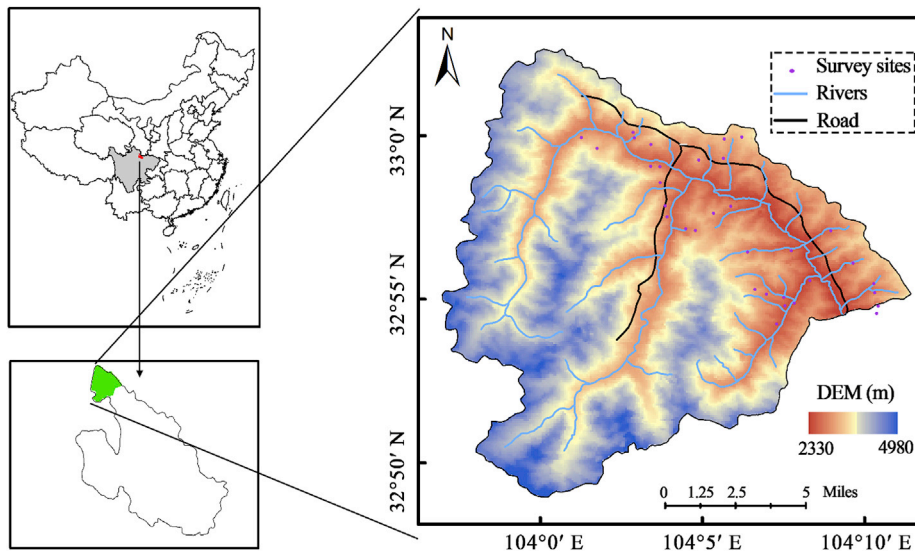 N
Survey sites
Rivers
Road
33°0′ N
32°55′ N
32°50′ N
DEM (m)
2330 4980
0 1.25 2.5 5 Miles
104°0′ E 104°5′ E 104°10′ E